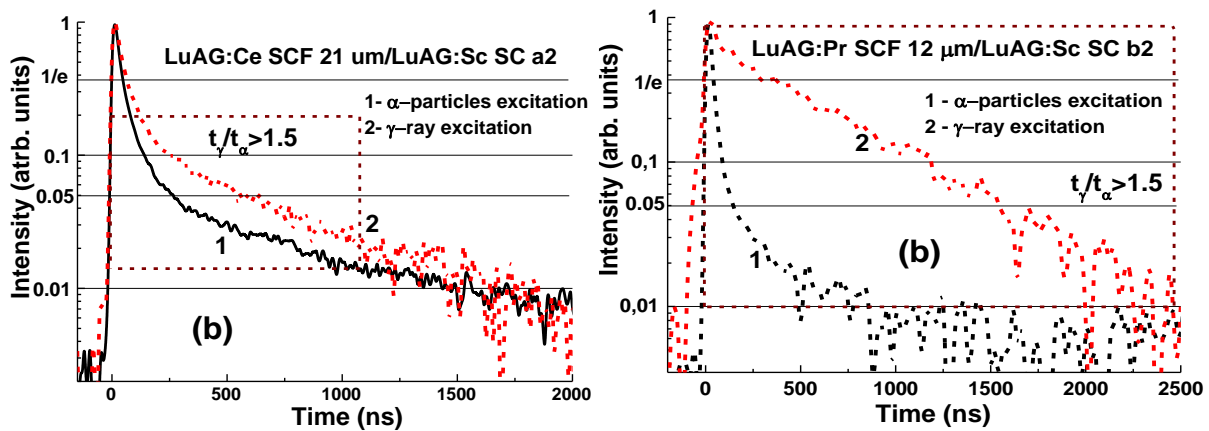 LuAG:Ce SCF 21 um/LuAG:Sc SC a2
1- α–particles excitation
2- γ–ray excitation
tγ/tα>1.5
1
2
(b)
Intensity (atrb. units)
1
1/e
0.1
0.05
0.01
0
500
1000
1500
2000
Time (ns)
LuAG:Pr SCF 12 μm/LuAG:Sc SC b2
1 - α–particles excitation
2 - γ–ray excitation
2
tγ/tα>1.5
1
(b)
Intensity (arb. units)
1
1/e
0,1
0.05
0,01
0
500
1000
1500
2000
2500
Time (ns)